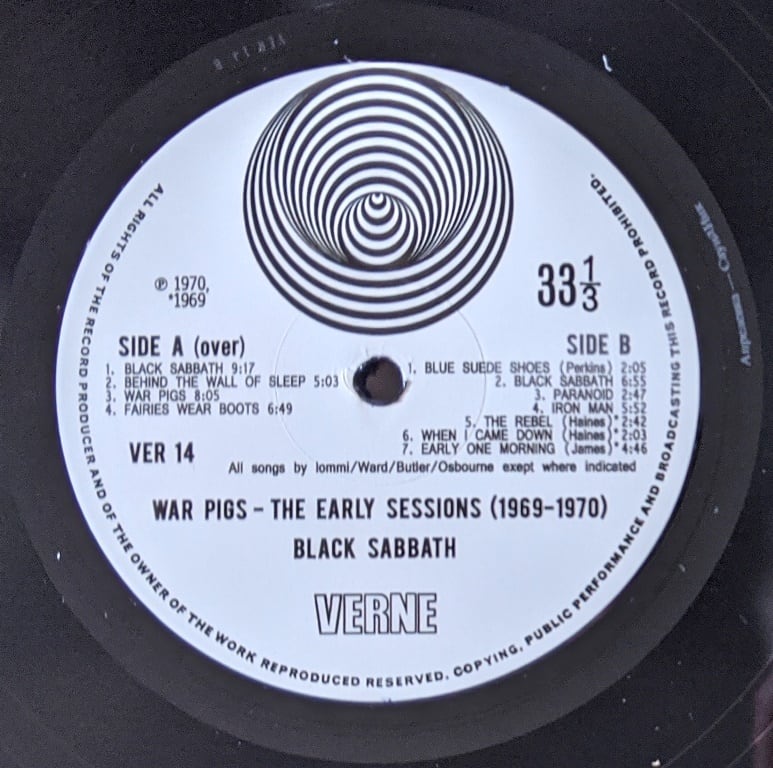 ALL RIGHTS OF THE RECORD PRODUCER AND OF THE OWNER OF THE WORK REPRODUCED RESERVED. COPYING, PUBLIC PERFORMANCE AND BROADCASTING THIS RECORD PROHIBITED.
℗ 1970,
*1969
33 1/3
SIDE A (over)
1. BLACK SABBATH 9:17
2. BEHIND THE WALL OF SLEEP 5:03
3. WAR PIGS 8:05
4. FAIRIES WEAR BOOTS 6:49
SIDE B
1. BLUE SUEDE SHOES (Perkins) 2:05
2. BLACK SABBATH 6:55
3. PARANOID 2:47
4. IRON MAN 5:52
5. THE REBEL (Haines)* 2:42
6. WHEN I CAME DOWN (Haines)* 2:03
7. EARLY ONE MORNING (James)* 4:46
VER 14
All songs by Iommi/Ward/Butler/Osbourne exept where indicated
WAR PIGS – THE EARLY SESSIONS (1969–1970)
BLACK SABBATH
VERNE